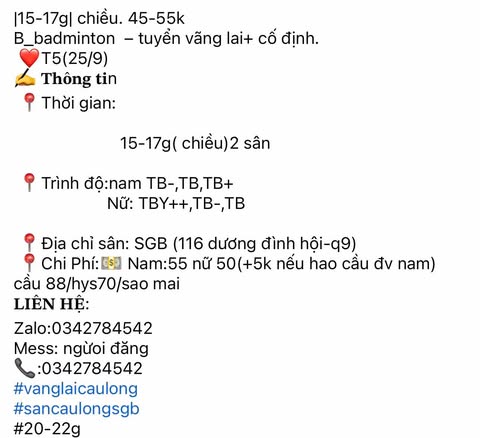 |15-17g| chiều. 45-55k
B_badminton – tuyển vãng lai+ cố định.
❤️T5(25/9)
✍️ Thông tin
📍Thời gian:
15-17g( chiều)2 sân
📍Trình độ:nam TB-,TB,TB+
Nữ: TBY++,TB-,TB
📍Địa chỉ sân: SGB (116 dương đình hội-q9)
📍Chi Phí:💵 Nam:55 nữ 50(+5k nếu hao cầu đv nam)
cầu 88/hys70/sao mai
LIÊN HỆ:
Zalo:0342784542
Mess: ngừoi đăng
📞:0342784542
#vanglaicaulong
#sancaulongsgb
#20-22g